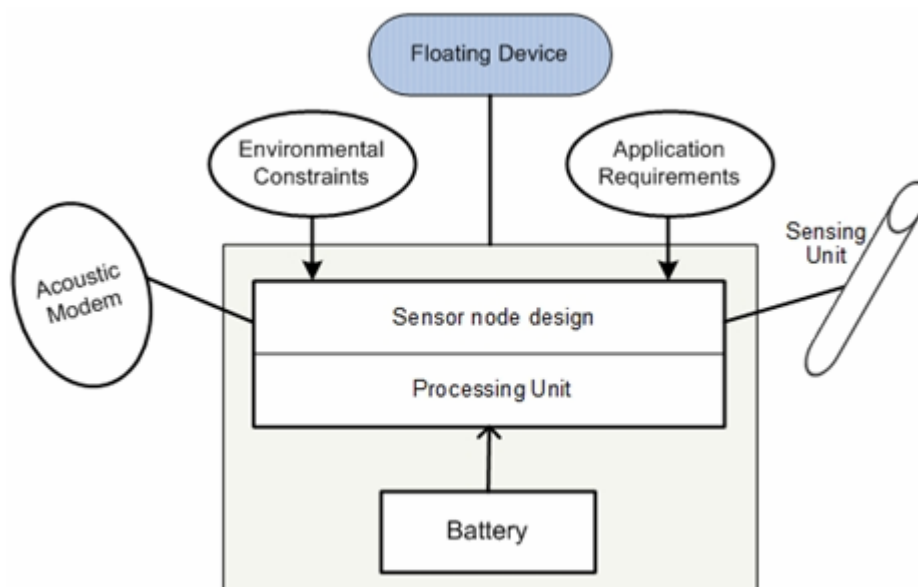 Floating Device
Environmental
Constraints
Application
Requirements
Sensing
Unit
Acoustic
Modem
Sensor node design
Processing Unit
Battery